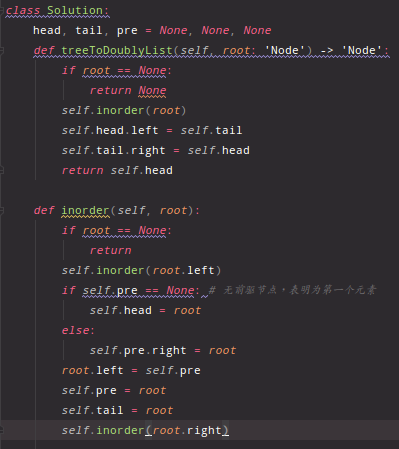 class Solution:
    head, tail, pre = None, None, None
    def treeToDoublyList(self, root: 'Node') -> 'Node':
        if root == None:
            return None
        self.inorder(root)
        self.head.left = self.tail
        self.tail.right = self.head
        return self.head

    def inorder(self, root):
        if root == None:
            return
        self.inorder(root.left)
        if self.pre == None: # 无前驱节点，表明为第一个元素
            self.head = root
        else:
            self.pre.right = root
        root.left = self.pre
        self.pre = root
        self.tail = root
        self.inorder(root.right)